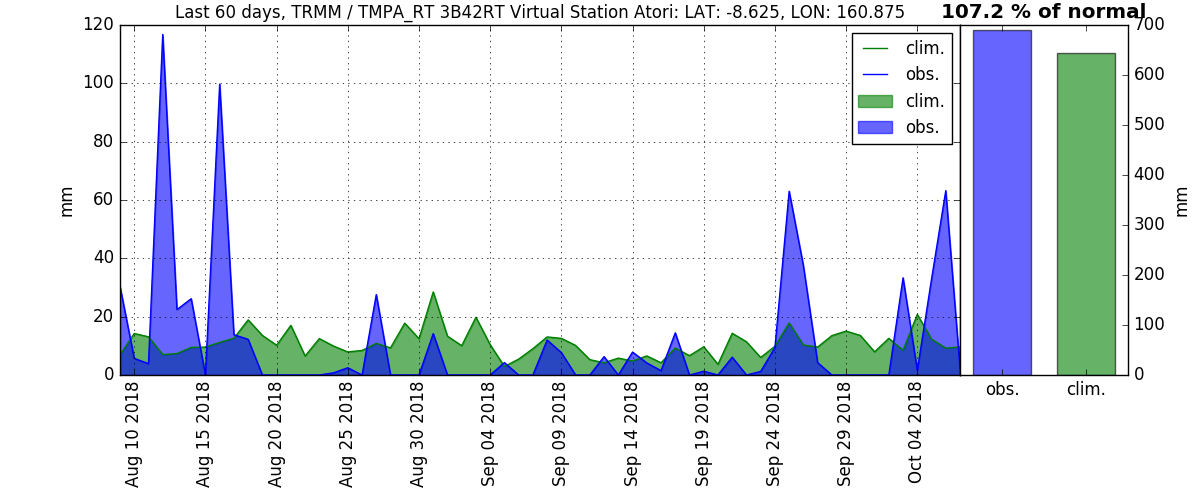 Last 60 days, TRMM / TMPA_RT 3B42RT Virtual Station Atori: LAT: -8.625, LON: 160.875
107.2 % of normal
120
100
80
60
40
20
0
mm
clim.
obs.
clim.
obs.
700
600
500
400
300
200
100
0
mm
Aug 10 2018
Aug 15 2018
Aug 20 2018
Aug 25 2018
Aug 30 2018
Sep 04 2018
Sep 09 2018
Sep 14 2018
Sep 19 2018
Sep 24 2018
Sep 29 2018
Oct 04 2018
obs.
clim.